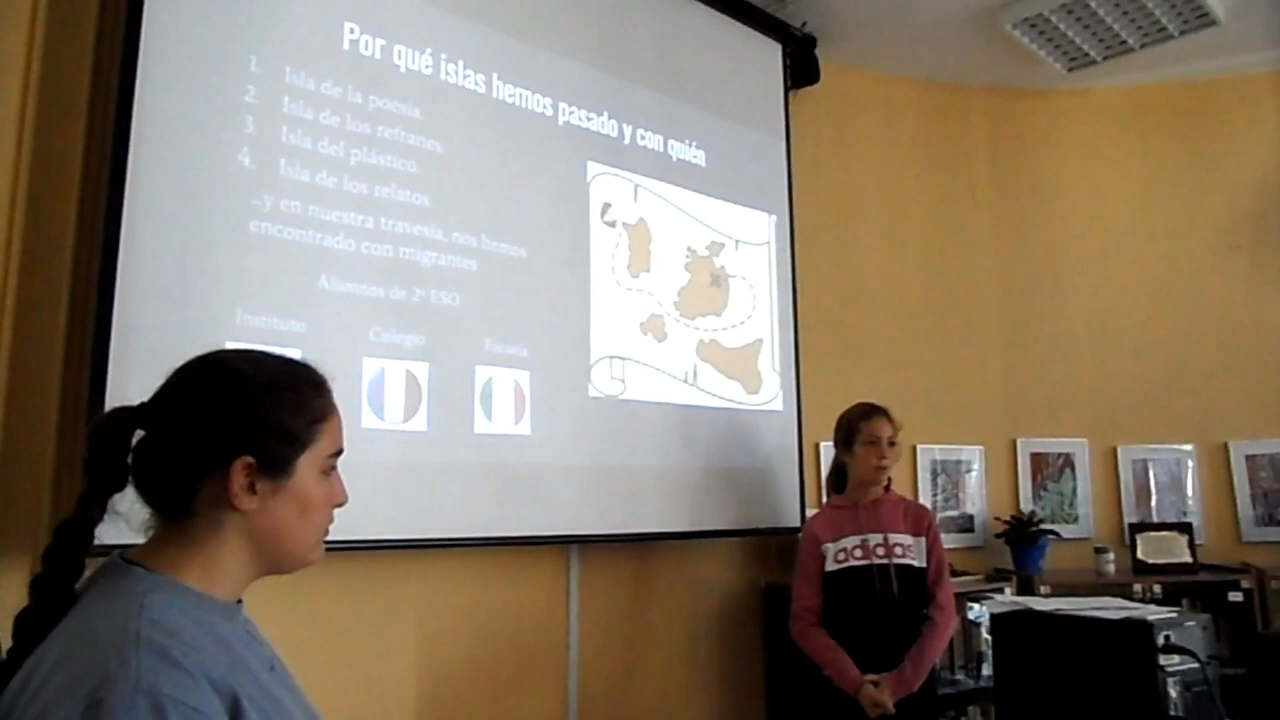 Por qué islas hemos pasado y con quién
1. Isla de la poesía.
2. Isla de los refranes.
3. Isla del plástico.
4. Isla de los relatos.
...y en nuestra travesía, nos hemos
encontrado con migrantes
Alumnos de 2º ESO
Instituto
Colegio
Escuela
adidas